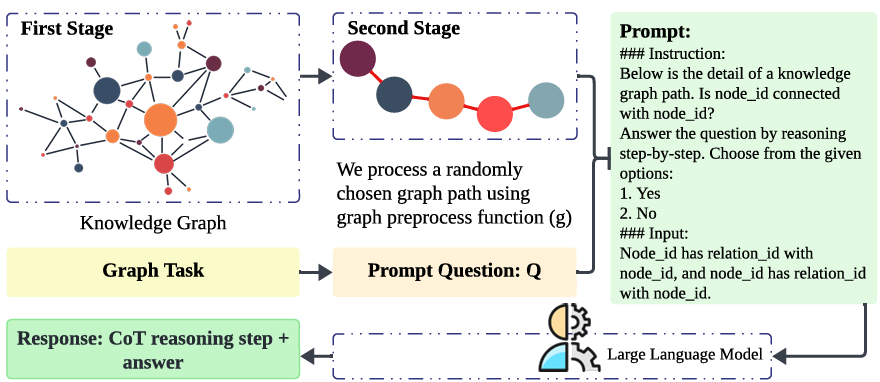 First Stage
Knowledge Graph
Second Stage
We process a randomly
chosen graph path using
graph preprocess function (g)
Graph Task
Prompt Question: Q
Prompt:
### Instruction:
Below is the detail of a knowledge
graph path. Is node_id connected
with node_id?
Answer the question by reasoning
step-by-step. Choose from the given
options:
1. Yes
2. No
### Input:
Node_id has relation_id with
node_id, and node_id has relation_id
with node_id.
Large Language Model
Response: CoT reasoning step +
answer